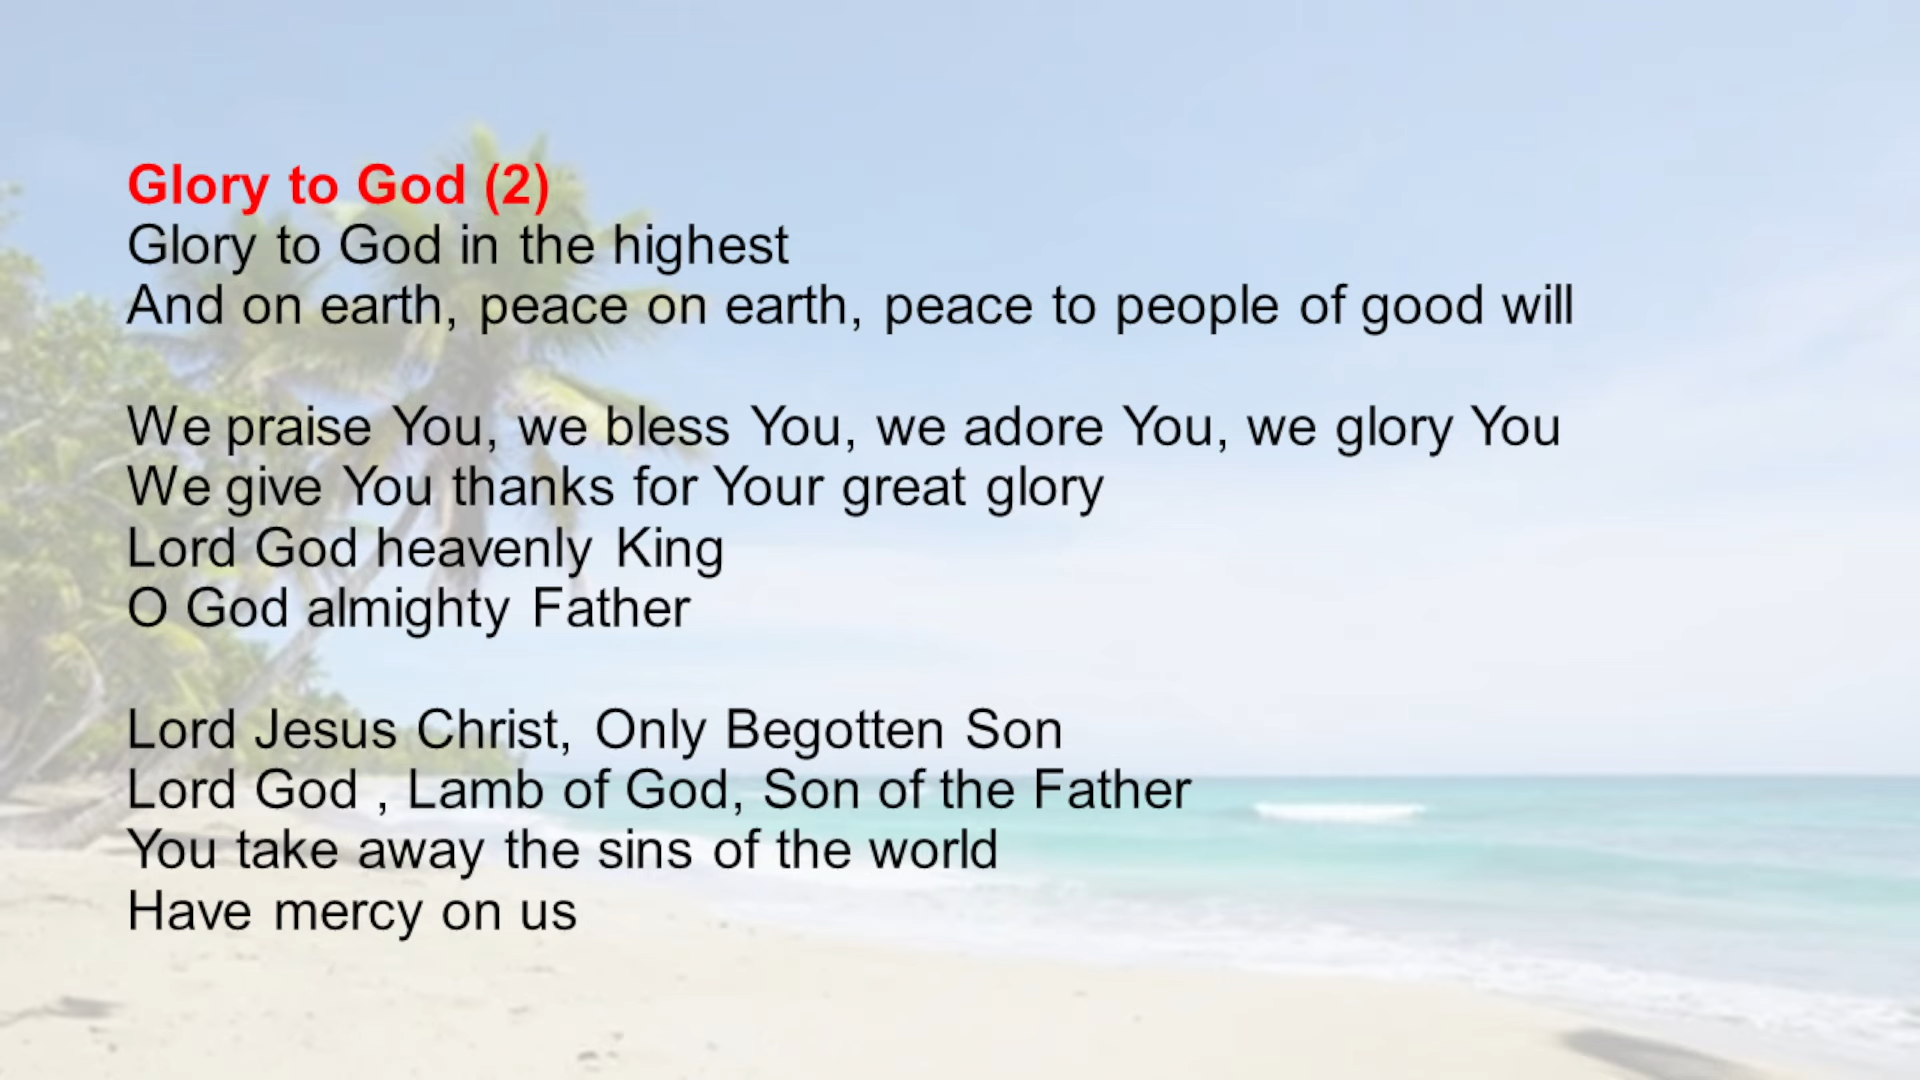 Glory to God (2)
Glory to God in the highest
And on earth, peace on earth, peace to people of good will
We praise You, we bless You, we adore You, we glory You
We give You thanks for Your great glory
Lord God heavenly King
O God almighty Father
Lord Jesus Christ, Only Begotten Son
Lord God , Lamb of God, Son of the Father
You take away the sins of the world
Have mercy on us